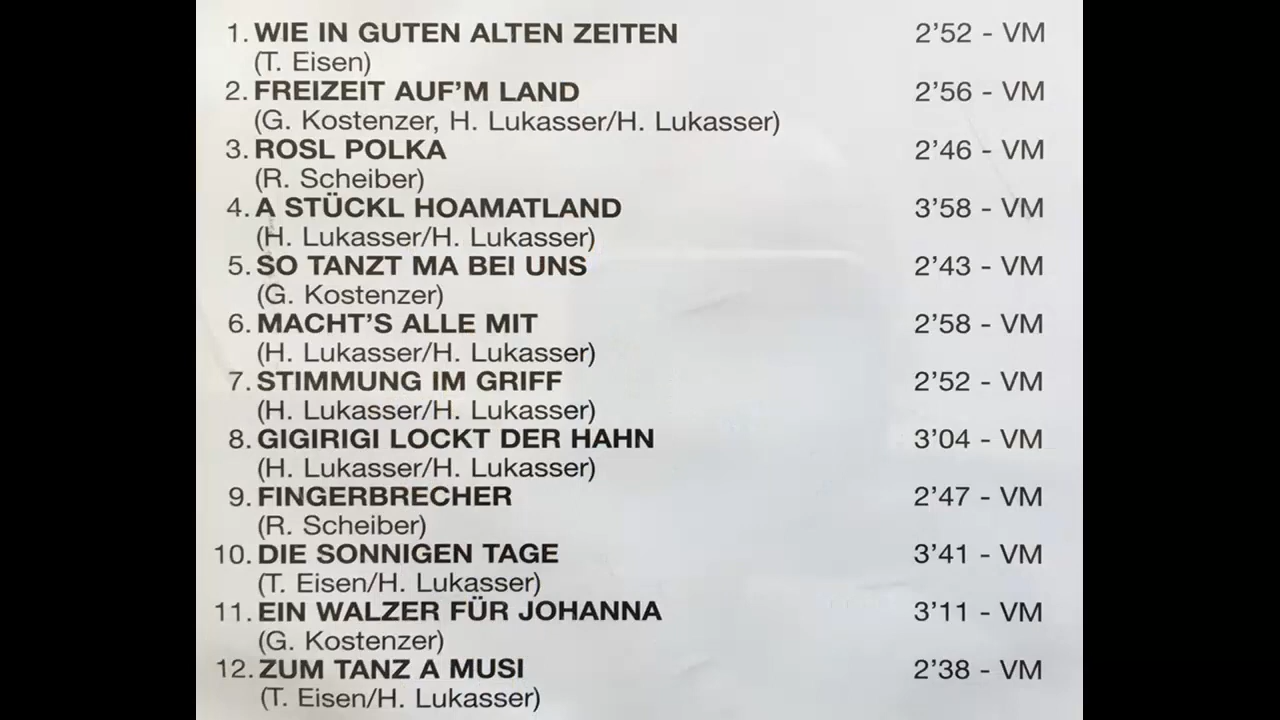 1. WIE IN GUTEN ALTEN ZEITEN 2'52 - VM
(T. Eisen)
2. FREIZEIT AUF'M LAND 2'56 - VM
(G. Kostenzer, H. Lukasser/H. Lukasser)
3. ROSL POLKA 2'46 - VM
(R. Scheiber)
4. A STÜCKL HOAMATLAND 3'58 - VM
(H. Lukasser/H. Lukasser)
5. SO TANZT MA BEI UNS 2'43 - VM
(G. Kostenzer)
6. MACHT'S ALLE MIT 2'58 - VM
(H. Lukasser/H. Lukasser)
7. STIMMUNG IM GRIFF 2'52 - VM
(H. Lukasser/H. Lukasser)
8. GIGIRIGI LOCKT DER HAHN 3'04 - VM
(H. Lukasser/H. Lukasser)
9. FINGERBRECHER 2'47 - VM
(R. Scheiber)
10. DIE SONNIGEN TAGE 3'41 - VM
(T. Eisen/H. Lukasser)
11. EIN WALZER FÜR JOHANNA 3'11 - VM
(G. Kostenzer)
12. ZUM TANZ A MUSI 2'38 - VM
(T. Eisen/H. Lukasser)